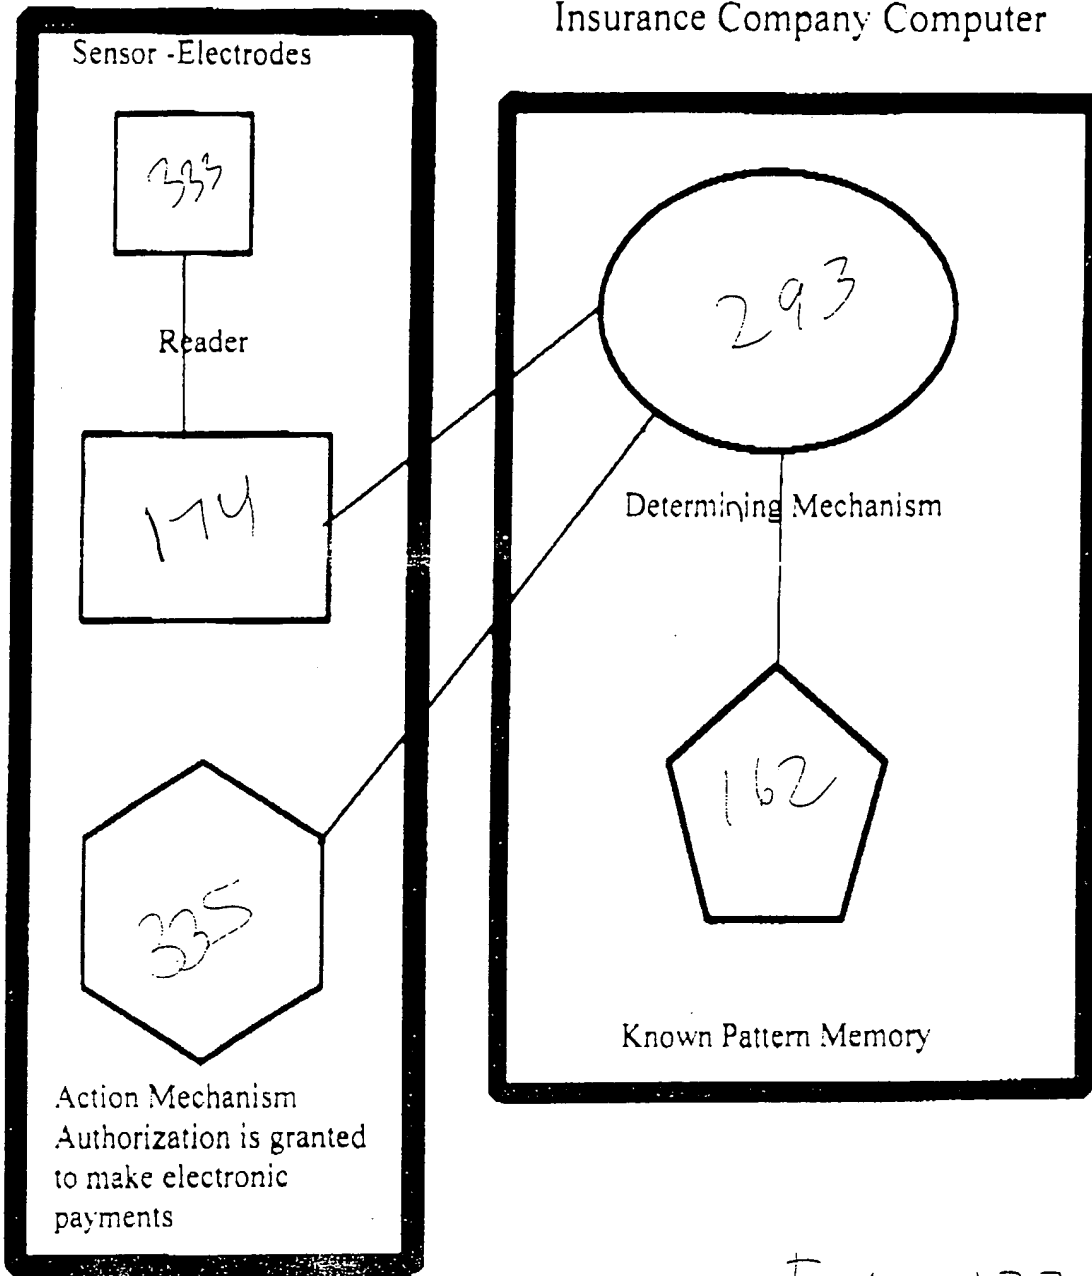 Insurance Company Computer
Sensor -Electrodes
333
Reader
174
293
Determining Mechanism
162
335
Known Pattern Memory
Action Mechanism
Authorization is granted
to make electronic
payments